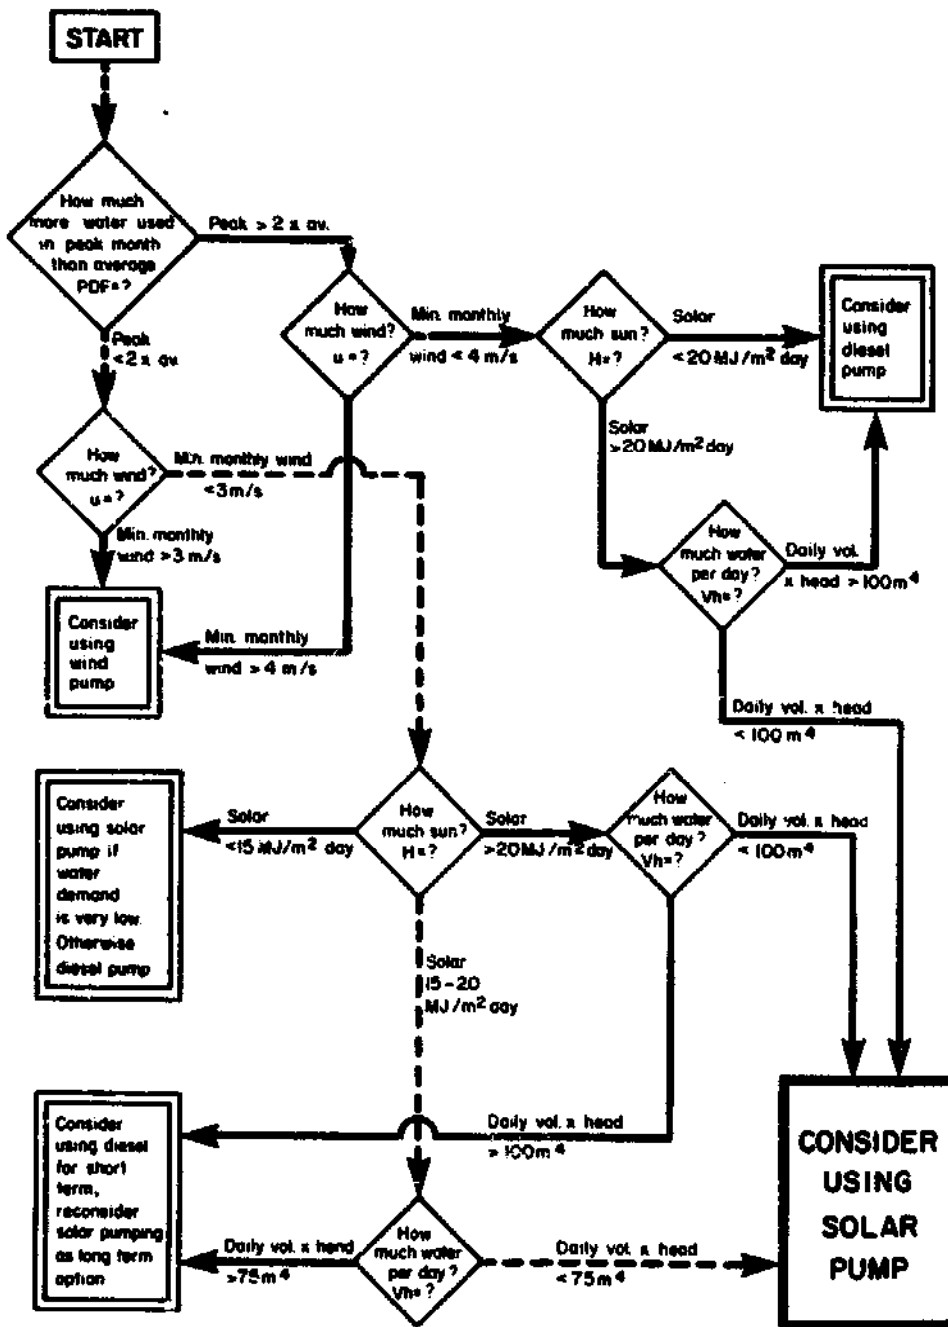 START
How much
more water used
in peak month
than average
PDF=?
Peak > 2 x av.
Peak
<2 x av.
How
much wind?
u = ?
Min. monthly
wind < 4 m/s
How
much sun?
H=?
Solar
<20 MJ/m² day
Consider
using
diesel
pump
Solar
>20 MJ/m² day
How
much wind?
u = ?
Min. monthly wind
<3 m/s
Min. monthly
wind >3 m/s
How
much water
per day?
Vh=?
Daily vol.
x head >100m⁴
Consider
using
wind
pump
Min. monthly
wind > 4 m/s
Daily vol. x head
< 100 m⁴
Consider
using solar
pump if
water
demand
is very low.
Otherwise
diesel pump
Solar
<15 MJ/m² day
How
much sun?
H=?
Solar
>20 MJ/m² day
How
much water
per day?
Vh=?
Daily vol. x head
< 100 m⁴
Solar
15-20
MJ/m² day
Consider
using diesel
for short
term,
reconsider
solar pumping
as long term
option
Daily vol. x head
> 100 m⁴
Daily vol. x head
>75 m⁴
How
much water
per day?
Vh=?
Daily vol. x head
<75 m⁴
CONSIDER
USING
SOLAR
PUMP